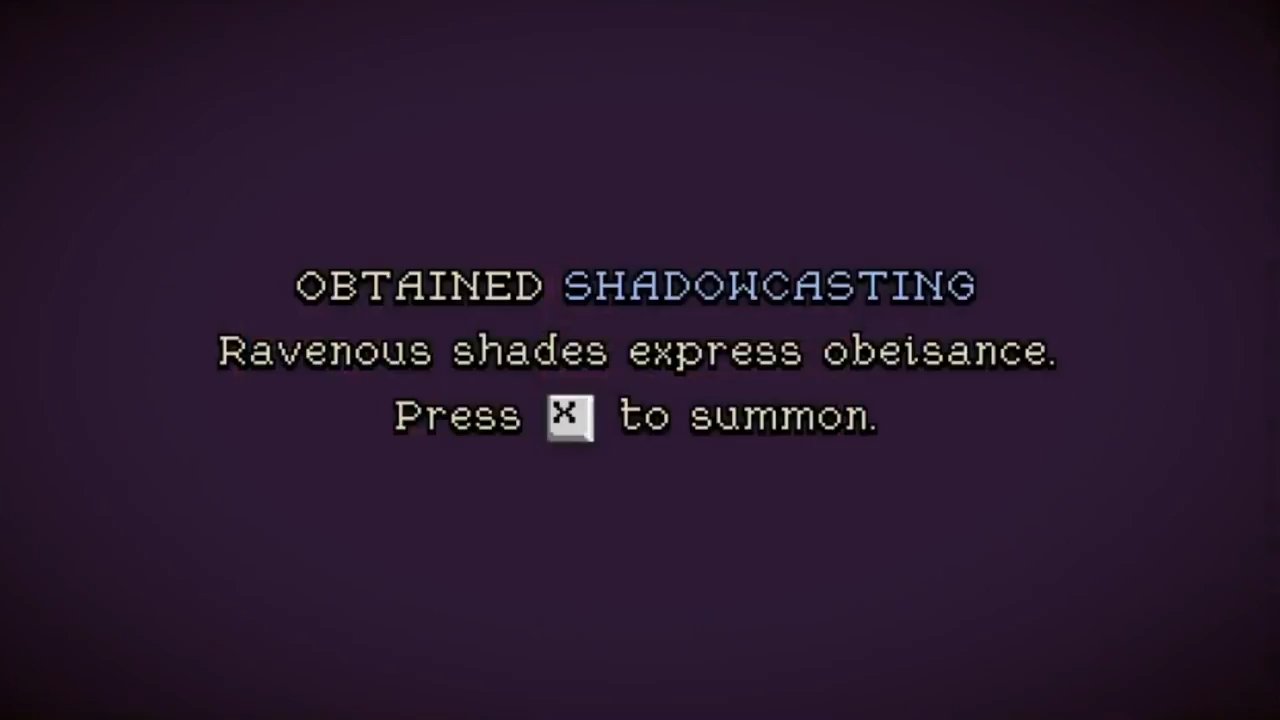 OBTAINED SHADOWCASTING
Ravenous shades express obeisance.
Press X to summon.